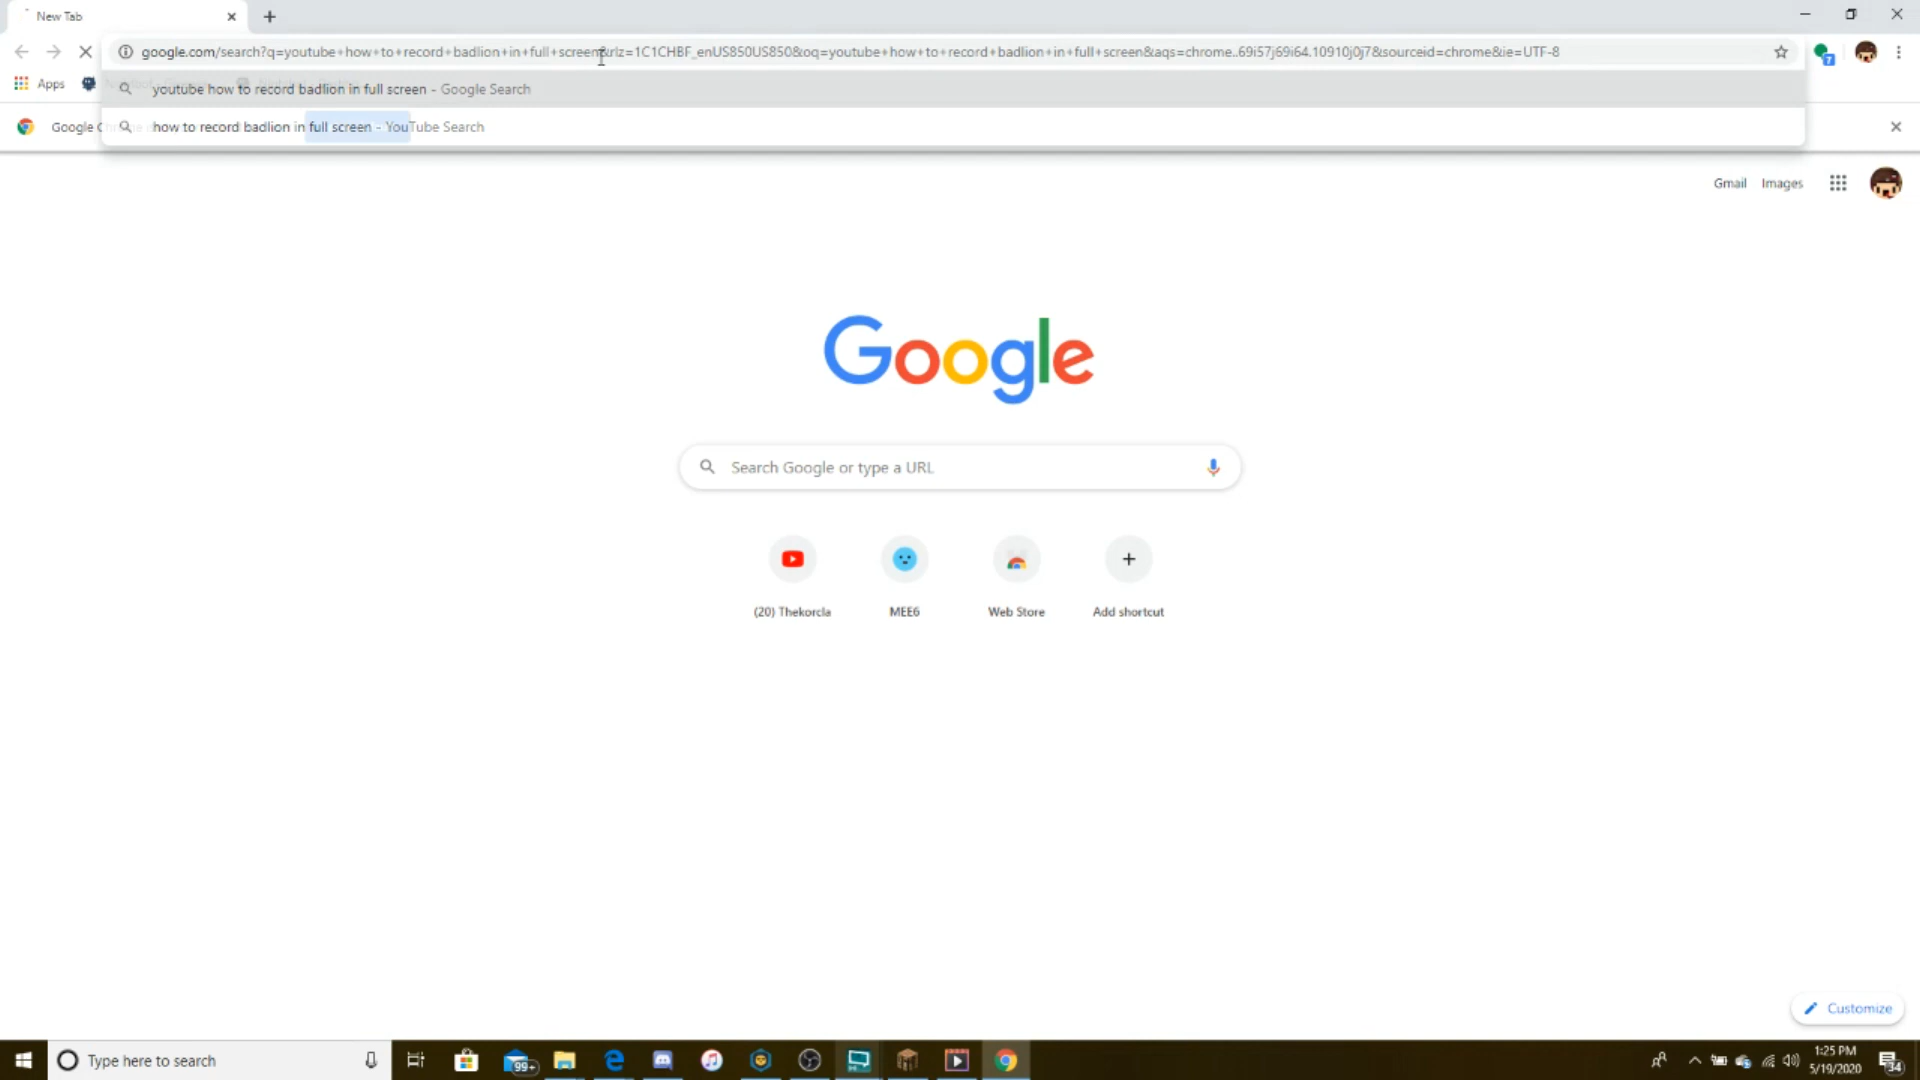 New Tab
google.com/search?q=youtube+how+to+record+badlion+in+full+screen&rlz=1C1CHBF_enUS850US850&oq=youtube+how+to+record+badlion+in+full+screen&aqs=chrome..69i57j69i64.10910j0j7&sourceid=chrome&ie=UTF-8
Apps
youtube how to record badlion in full screen - Google Search
Google C
how to record badlion in full screen - YouTube Search
Gmail Images
Google
Search Google or type a URL
(20) Thekorcla MEE6 Web Store Add shortcut
Customize
Type here to search
99+
1:25 PM
5/19/2020
34